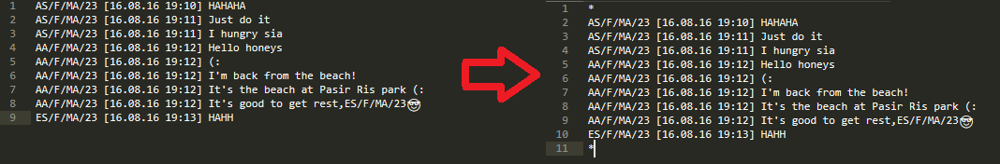 1 AS/F/MA/23 [16.08.16 19:10] HAHAHA
2 AS/F/MA/23 [16.08.16 19:11] Just do it
3 AS/F/MA/23 [16.08.16 19:11] I hungry sia
4 AA/F/MA/23 [16.08.16 19:12] Hello honeys
5 AA/F/MA/23 [16.08.16 19:12] (:
6 AA/F/MA/23 [16.08.16 19:12] I'm back from the beach!
7 AA/F/MA/23 [16.08.16 19:12] It's the beach at Pasir Ris park (:
8 AA/F/MA/23 [16.08.16 19:12] It's good to get rest,ES/F/MA/23😎
9 ES/F/MA/23 [16.08.16 19:13] HAHH
1 *
2 AS/F/MA/23 [16.08.16 19:10] HAHAHA
3 AS/F/MA/23 [16.08.16 19:11] Just do it
4 AS/F/MA/23 [16.08.16 19:11] I hungry sia
5 AA/F/MA/23 [16.08.16 19:12] Hello honeys
6 AA/F/MA/23 [16.08.16 19:12] (:
7 AA/F/MA/23 [16.08.16 19:12] I'm back from the beach!
8 AA/F/MA/23 [16.08.16 19:12] It's the beach at Pasir Ris park (:
9 AA/F/MA/23 [16.08.16 19:12] It's good to get rest,ES/F/MA/23😎
10 ES/F/MA/23 [16.08.16 19:13] HAHH
11 *